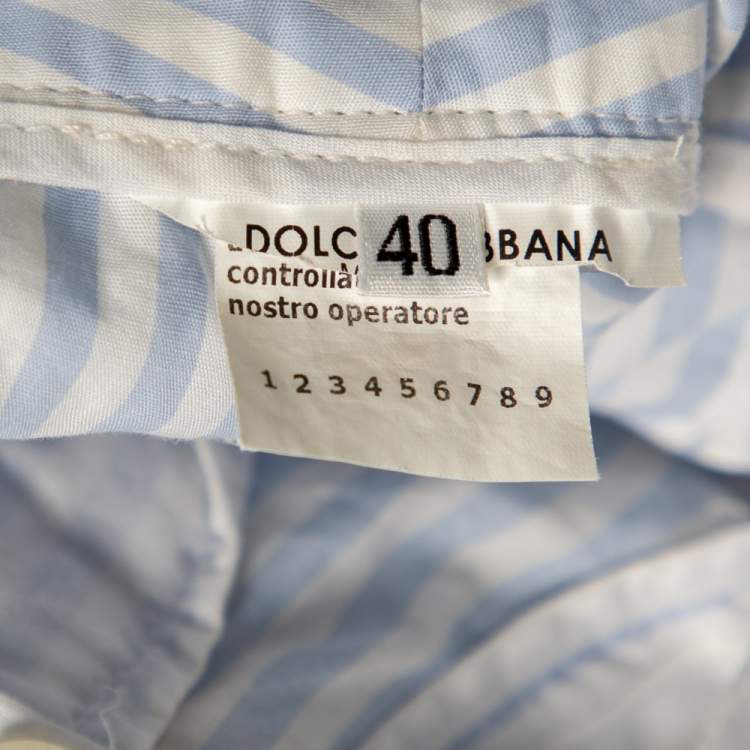 DOLC 40 BBANA
nostro operatore
1 2 3 4 5 6 7 8 9